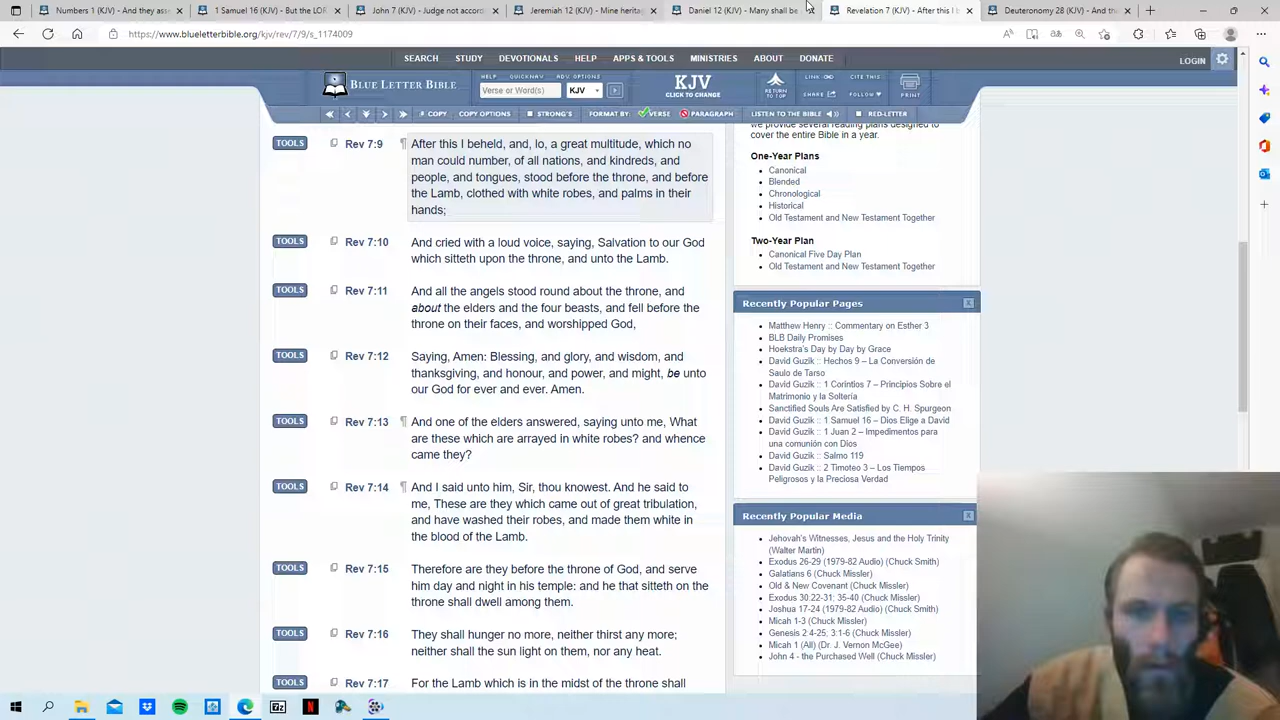 Numbers 1 (KJV) - And they ass
1 Samuel 16 (KJV) - But the LOR
John 7 (KJV) - Judge not accord
Jeremiah 12 (KJV) - Mine heritag
Daniel 12 (KJV) - Many shall be
Revelation 7 (KJV) - After this I b
Deuteronomy 28 (KJV) - And th
https://www.blueletterbible.org/kjv/rev/7/9/s_1174009
SEARCH STUDY DEVOTIONALS HELP APPS & TOOLS MINISTRIES ABOUT DONATE
LOGIN
BLUE LETTER BIBLE
HELP QUICKNAV ADV. OPTIONS
Verse or Word(s) KJV
KJV
CLICK TO CHANGE
RETURN
TO TOP
LINK
SHARE
CITE THIS
FOLLOW
PRINT
COPY COPY OPTIONS STRONG'S FORMAT BY VERSE PARAGRAPH LISTEN TO THE BIBLE RED-LETTER
TOOLS Rev 7:9 ¶ After this I beheld, and, lo, a great multitude, which no
man could number, of all nations, and kindreds, and
people, and tongues, stood before the throne, and before
the Lamb, clothed with white robes, and palms in their
hands;
TOOLS Rev 7:10 And cried with a loud voice, saying, Salvation to our God
which sitteth upon the throne, and unto the Lamb.
TOOLS Rev 7:11 And all the angels stood round about the throne, and
about the elders and the four beasts, and fell before the
throne on their faces, and worshipped God,
TOOLS Rev 7:12 Saying, Amen: Blessing, and glory, and wisdom, and
thanksgiving, and honour, and power, and might, be unto
our God for ever and ever. Amen.
TOOLS Rev 7:13 ¶ And one of the elders answered, saying unto me, What
are these which are arrayed in white robes? and whence
came they?
TOOLS Rev 7:14 ¶ And I said unto him, Sir, thou knowest. And he said to
me, These are they which came out of great tribulation,
and have washed their robes, and made them white in
the blood of the Lamb.
TOOLS Rev 7:15 Therefore are they before the throne of God, and serve
him day and night in his temple: and he that sitteth on the
throne shall dwell among them.
TOOLS Rev 7:16 They shall hunger no more, neither thirst any more;
neither shall the sun light on them, nor any heat.
TOOLS Rev 7:17 For the Lamb which is in the midst of the throne shall
we provide several reading plans designed to
cover the entire Bible in a year.
One-Year Plans
Canonical
Blended
Chronological
Historical
Old Testament and New Testament Together
Two-Year Plan
Canonical Five Day Plan
Old Testament and New Testament Together
Recently Popular Pages
Matthew Henry :: Commentary on Esther 3
BLB Daily Promises
Hoekstra's Day by Day by Grace
David Guzik :: Hechos 9 – La Conversión de
Saulo de Tarso
David Guzik :: 1 Corintios 7 – Principios Sobre el
Matrimonio y la Soltería
Sanctified Souls Are Satisfied by C. H. Spurgeon
David Guzik :: 1 Samuel 16 – Dios Elige a David
David Guzik :: 1 Juan 2 – Impedimentos para
una comunión con Dios
David Guzik :: Salmo 119
David Guzik :: 2 Timoteo 3 – Los Tiempos
Peligrosos y la Preciosa Verdad
Recently Popular Media
Jehovah's Witnesses, Jesus and the Holy Trinity
(Walter Martin)
Exodus 26-29 (1979-82 Audio) (Chuck Smith)
Galatians 6 (Chuck Missler)
Old & New Covenant (Chuck Missler)
Exodus 30:22-31: 35-40 (Chuck Missler)
Joshua 17-24 (1979-82 Audio) (Chuck Smith)
Micah 1-3 (Chuck Missler)
Genesis 2:4-25; 3:1-6 (Chuck Missler)
Micah 1 (All) (Dr. J. Vernon McGee)
John 4 - the Purchased Well (Chuck Missler)